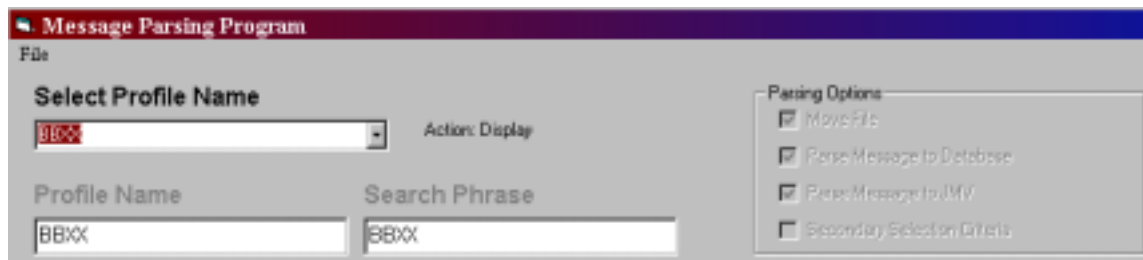 Message Parsing Program
File
Select Profile Name
BBXX
Action: Display
Profile Name
Search Phrase
BBXX
BBXX
Parsing Options
Move File
Parse Message to Database
Parse Message to JMV
Secondary Selection Criteria